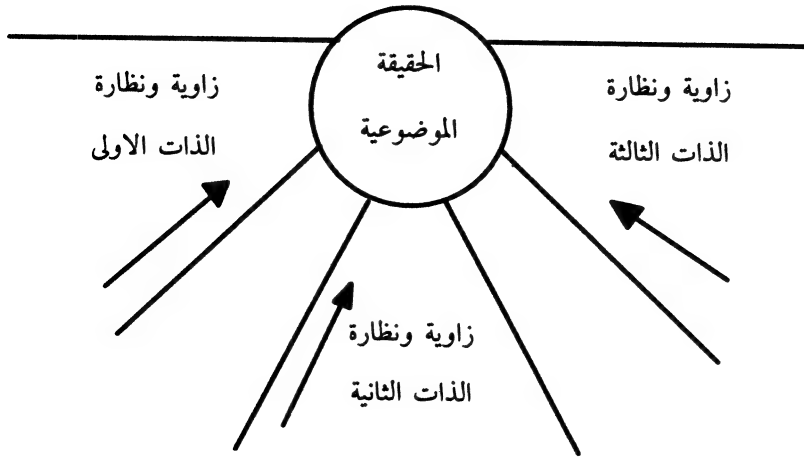 الحقيقة
الموضوعية
زاوية ونظارة
الذات الثالثة
زاوية ونظارة
الذات الاولى
زاوية ونظارة
الذات الثانية